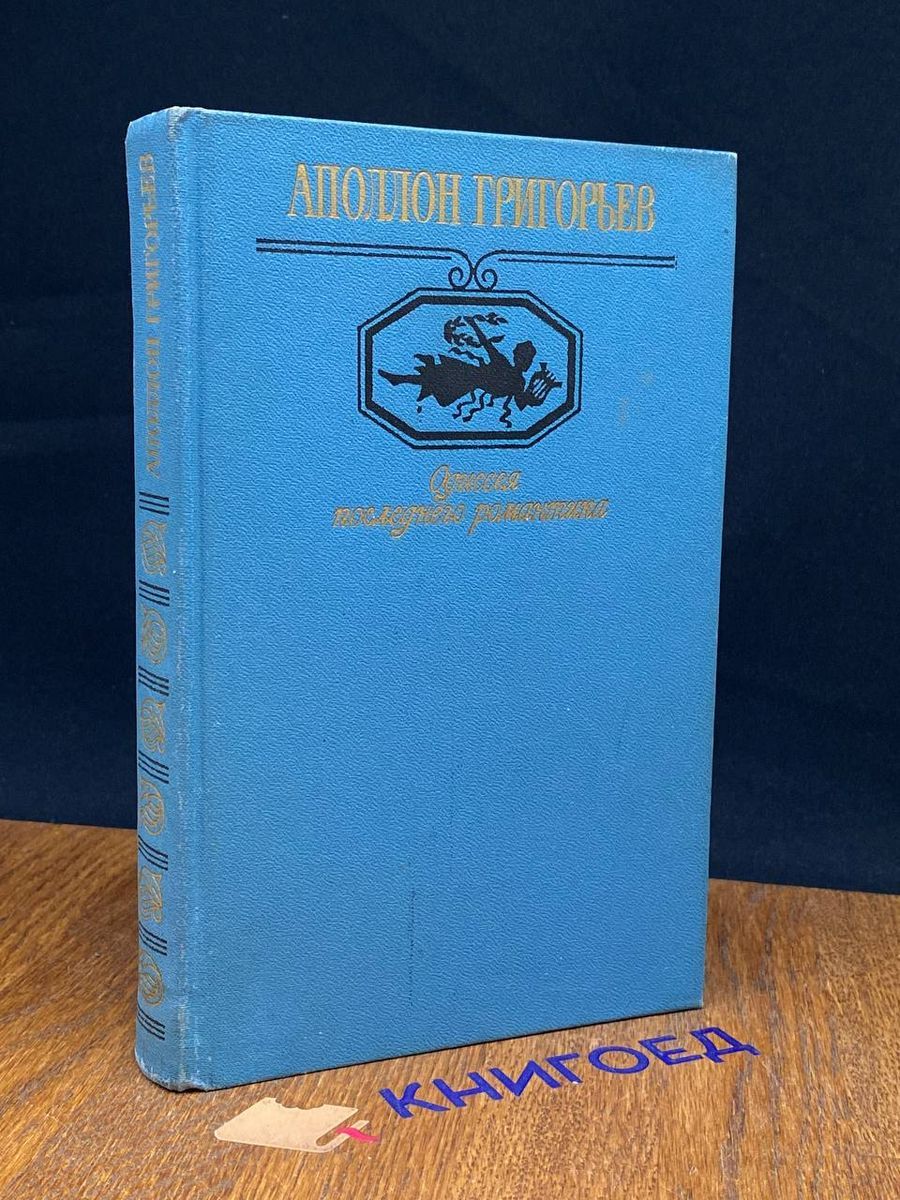 АПОЛЛОН ГРИГОРЬЕВ
АПОЛЛОН ГРИГОРЬЕВ
Одиссея
последнего романтика
КНИГОЕД